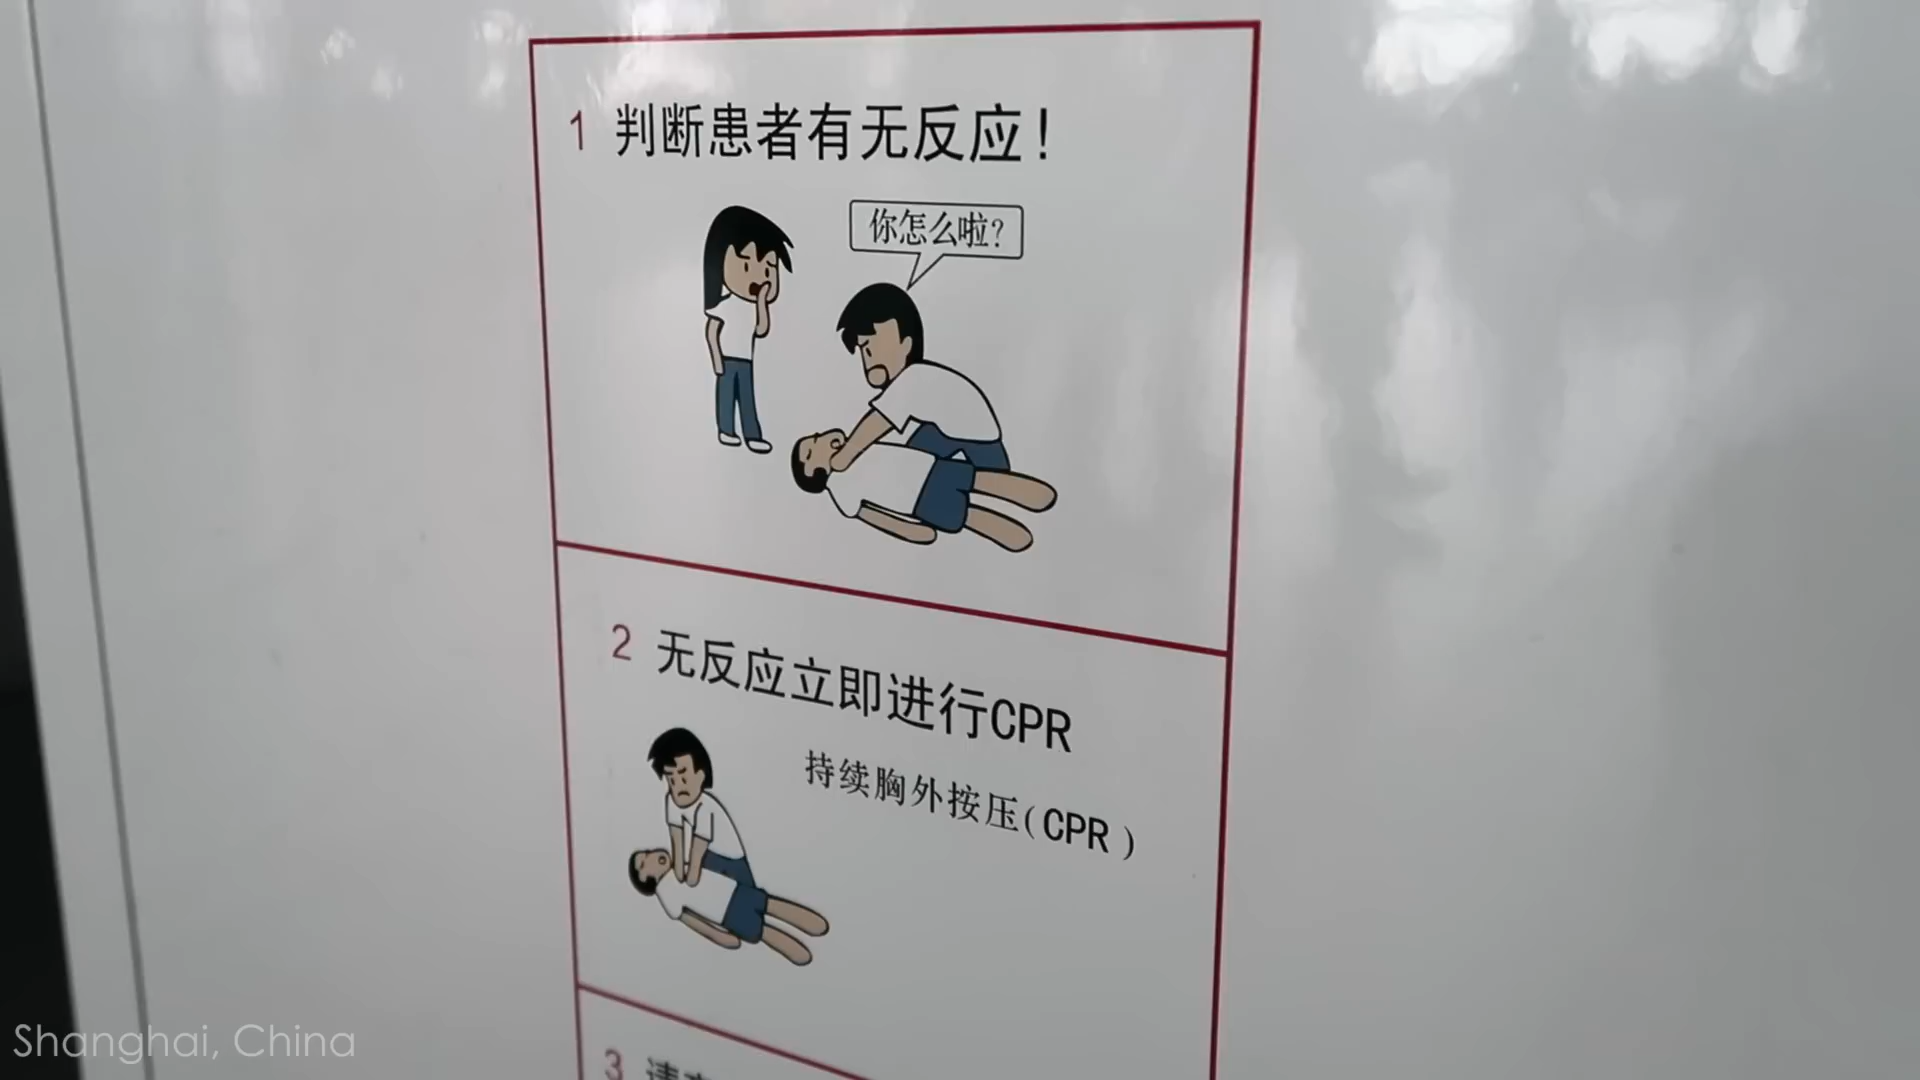 1 判断患者有无反应！
你怎么啦？
2 无反应立即进行CPR
持续胸外按压(CPR)
3
Shanghai, China